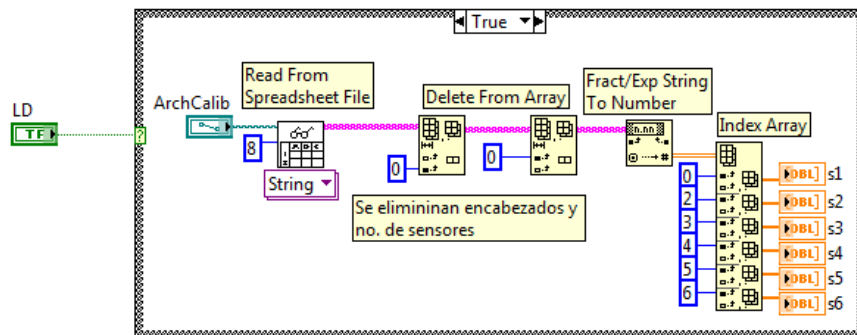 True
LD
TF
?
ArchCalib
Read From
Spreadsheet File
8
String
Delete From Array
0
0
Se elimininan encabezados y
no. de sensores
Fract/Exp String
To Number
n.nn
#
Index Array
0
2
3
4
5
6
DBL] s1
DBL] s2
DBL] s3
DBL] s4
DBL] s5
DBL] s6